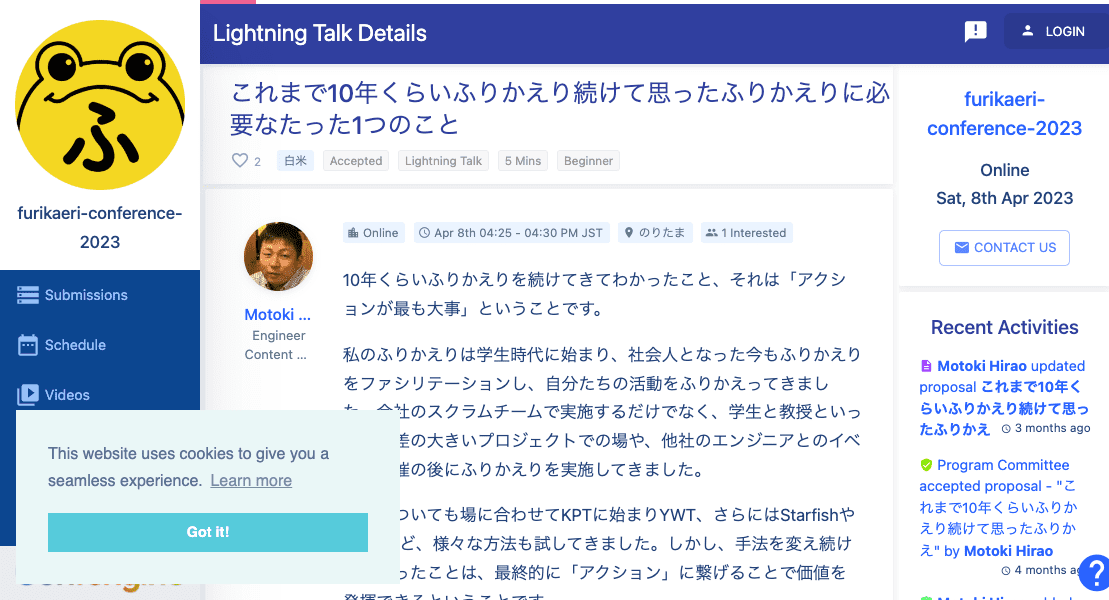 ふ
furikaeri-conference-
2023
Submissions
Schedule
Videos
Lightning Talk Details
LOGIN
これまで10年くらいふりかえり続けて思ったふりかえりに必
要なたった1つのこと
2 白米 Accepted Lightning Talk 5 Mins Beginner
Motoki ...
Engineer
Content ...
Online Apr 8th 04:25 - 04:30 PM JST のりたま 1 Interested
10年くらいふりかえりを続けてきてわかったこと、それは「アクシ
ョンが最も大事」ということです。
私のふりかえりは学生時代に始まり、社会人となった今もふりかえり
をファシリテーションし、自分たちの活動をふりかえってきまし
た。会社のスクラムチームで実施するだけでなく、学生と教授といっ
差の大きいプロジェクトでの場や、他社のエンジニアとのイベ
催の後にふりかえりを実施してきました。
ついても場に合わせてKPTに始まりYWT、さらにはStarfishや
ど、様々な方法も試してきました。しかし、手法を変え続け
ったことは、最終的に「アクション」に繋げることで価値を
発揮できるということです。
This website uses cookies to give you a
seamless experience. Learn more
Got it!
furikaeri-
conference-2023
Online
Sat, 8th Apr 2023
CONTACT US
Recent Activities
Motoki Hirao updated
proposal これまで10年く
らいふりかえり続けて思っ
たふりかえ 3 months ago
Program Committee
accepted proposal - "こ
れまで10年くらいふりか
えり続けて思ったふりか
え" by Motoki Hirao
4 months ag
?